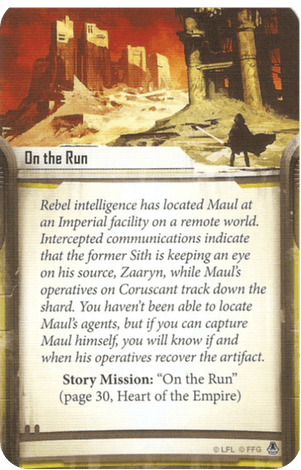 On the Run
Rebel intelligence has located Maul at
an Imperial facility on a remote world.
Intercepted communications indicate
that the former Sith is keeping an eye
on his source, Zaaryn, while Maul's
operatives on Coruscant track down the
shard. You haven't been able to locate
Maul's agents, but if you can capture
Maul himself, you will know if and
when his operatives recover the artifact.
Story Mission: “On the Run”
(page 30, Heart of the Empire)
© LFL © FFG